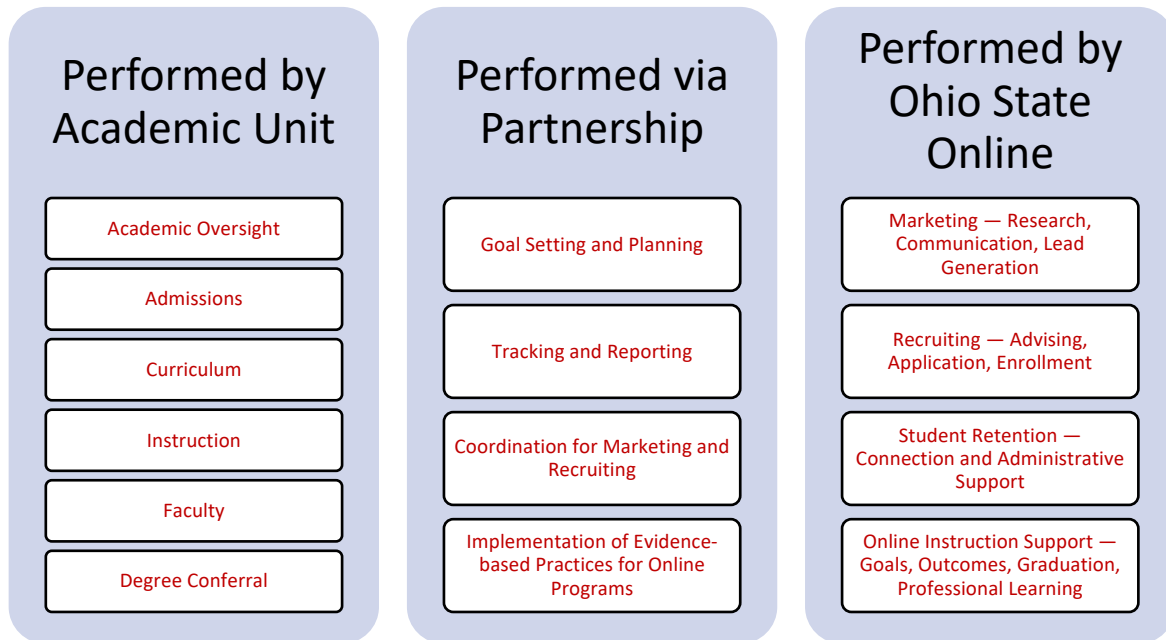 Performed by
Academic Unit
Academic Oversight
Admissions
Curriculum
Instruction
Faculty
Degree Conferral
Performed via
Partnership
Goal Setting and Planning
Tracking and Reporting
Coordination for Marketing and
Recruiting
Implementation of Evidence-
based Practices for Online
Programs
Performed by
Ohio State
Online
Marketing — Research,
Communication, Lead
Generation
Recruiting — Advising,
Application, Enrollment
Student Retention —
Connection and Administrative
Support
Online Instruction Support —
Goals, Outcomes, Graduation,
Professional Learning